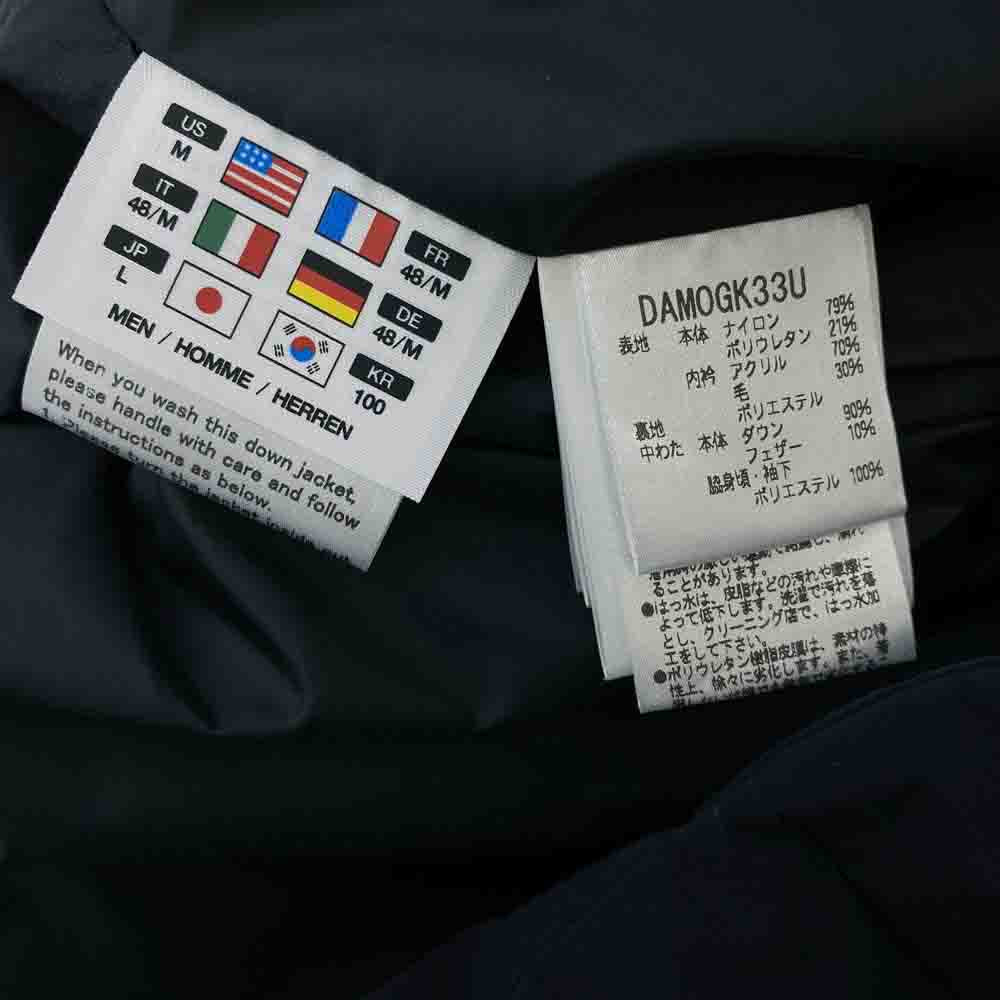 US
M
IT
48/M
JP
L
FR
48/M
DE
48/M
KR
100
MEN / HOMME / HERREN
When you wash this down jacket,
please handle with care and follow
the instructions as below.
1. Please turn the jacket inside out
DAMOGK33U
表地 本体 ナイロン 79%
ポリウレタン 21%
内衿 アクリル 70%
毛 30%
裏地 ポリエステル
中わた 本体 ダウン 90%
フェザー 10%
脇身頃・袖下
ポリエステル 100%
ることがあります。
●はっ水は、皮脂などの汚れや摩擦に
よって低下します。洗濯で汚れを落
とし、クリーニング店で、はっ水加
工をして下さい。
●ポリウレタン樹脂皮膜は、素材の特
性上、徐々に劣化します。また、着